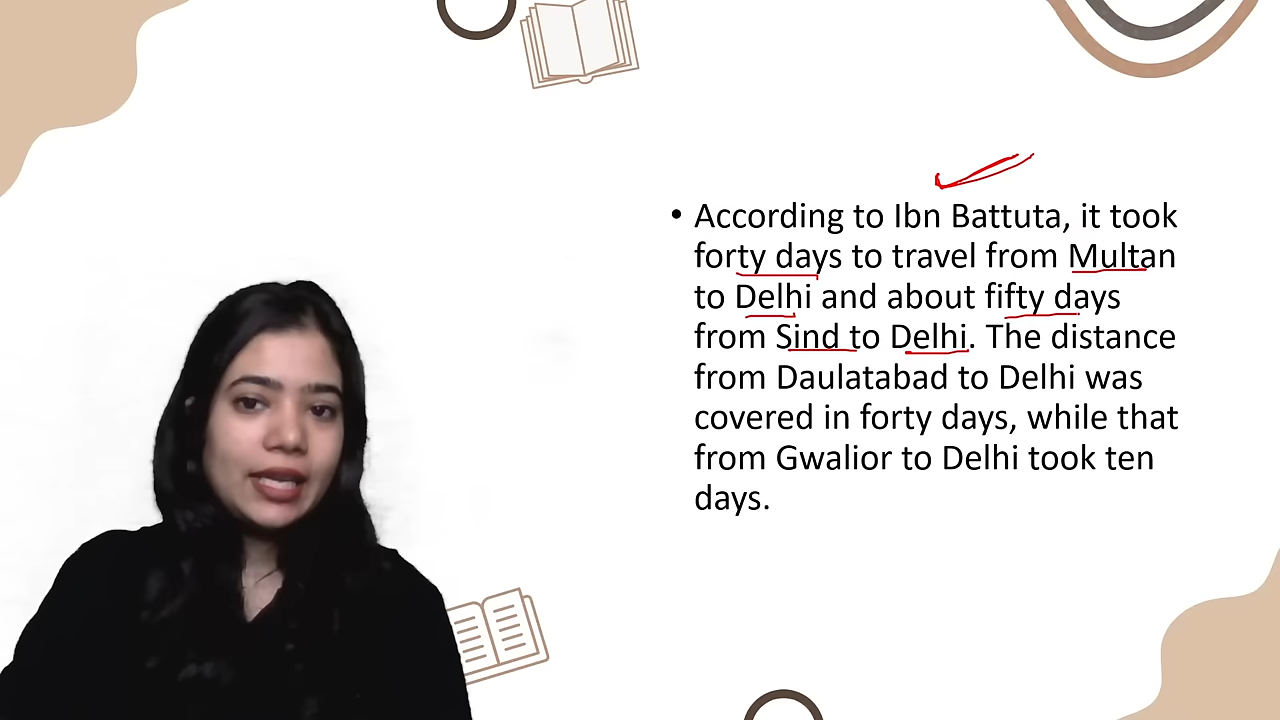 • According to Ibn Battuta, it took
forty days to travel from Multan
to Delhi and about fifty days
from Sind to Delhi. The distance
from Daulatabad to Delhi was
covered in forty days, while that
from Gwalior to Delhi took ten
days.